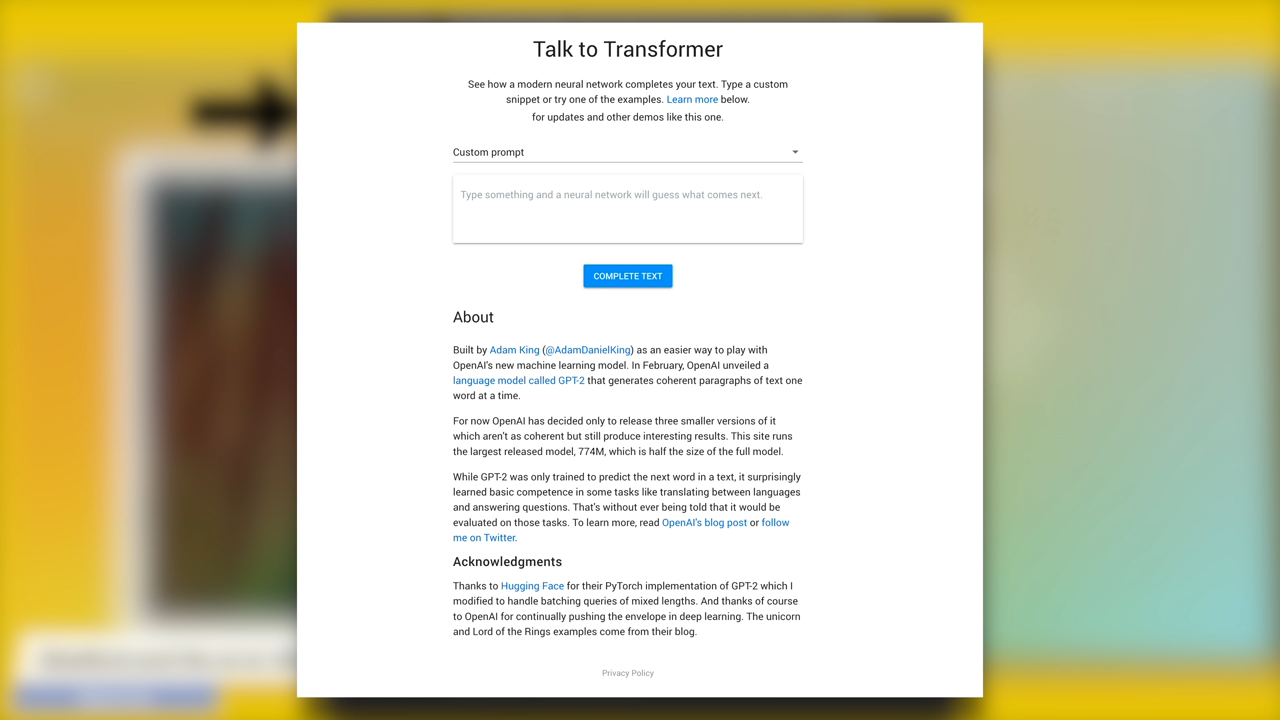 Talk to Transformer
See how a modern neural network completes your text. Type a custom
snippet or try one of the examples. Learn more below.
for updates and other demos like this one.
Custom prompt
Type something and a neural network will guess what comes next.
COMPLETE TEXT
About
Built by Adam King (@AdamDanielKing) as an easier way to play with
OpenAI's new machine learning model. In February, OpenAI unveiled a
language model called GPT-2 that generates coherent paragraphs of text one
word at a time.
For now OpenAI has decided only to release three smaller versions of it
which aren't as coherent but still produce interesting results. This site runs
the largest released model, 774M, which is half the size of the full model.
While GPT-2 was only trained to predict the next word in a text, it surprisingly
learned basic competence in some tasks like translating between languages
and answering questions. That's without ever being told that it would be
evaluated on those tasks. To learn more, read OpenAI's blog post or follow
me on Twitter.
Acknowledgments
Thanks to Hugging Face for their PyTorch implementation of GPT-2 which I
modified to handle batching queries of mixed lengths. And thanks of course
to OpenAI for continually pushing the envelope in deep learning. The unicorn
and Lord of the Rings examples come from their blog.
Privacy Policy